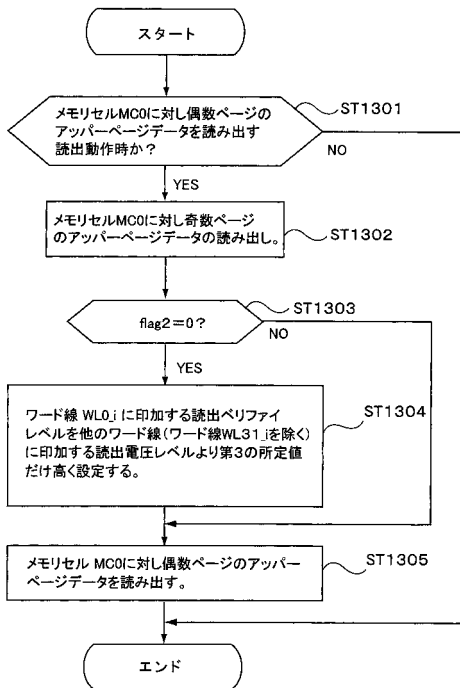 スタート
メモリセルMC0に対し偶数ページの
アッパーページデータを読み出す
読出動作時か？
ST1301
NO
YES
メモリセルMC0に対し奇数ページ
のアッパーページデータの読み出し。
ST1302
flag2=0？
ST1303
NO
YES
ワード線 WL0_i に印加する読出ベリファイ
レベルを他のワード線(ワード線WL31_iを除く)
に印加する読出電圧レベルより第3の所定値
だけ高く設定する。
ST1304
メモリセル MC0に対し偶数ページのアッパー
ページデータを読み出す。
ST1305
エンド